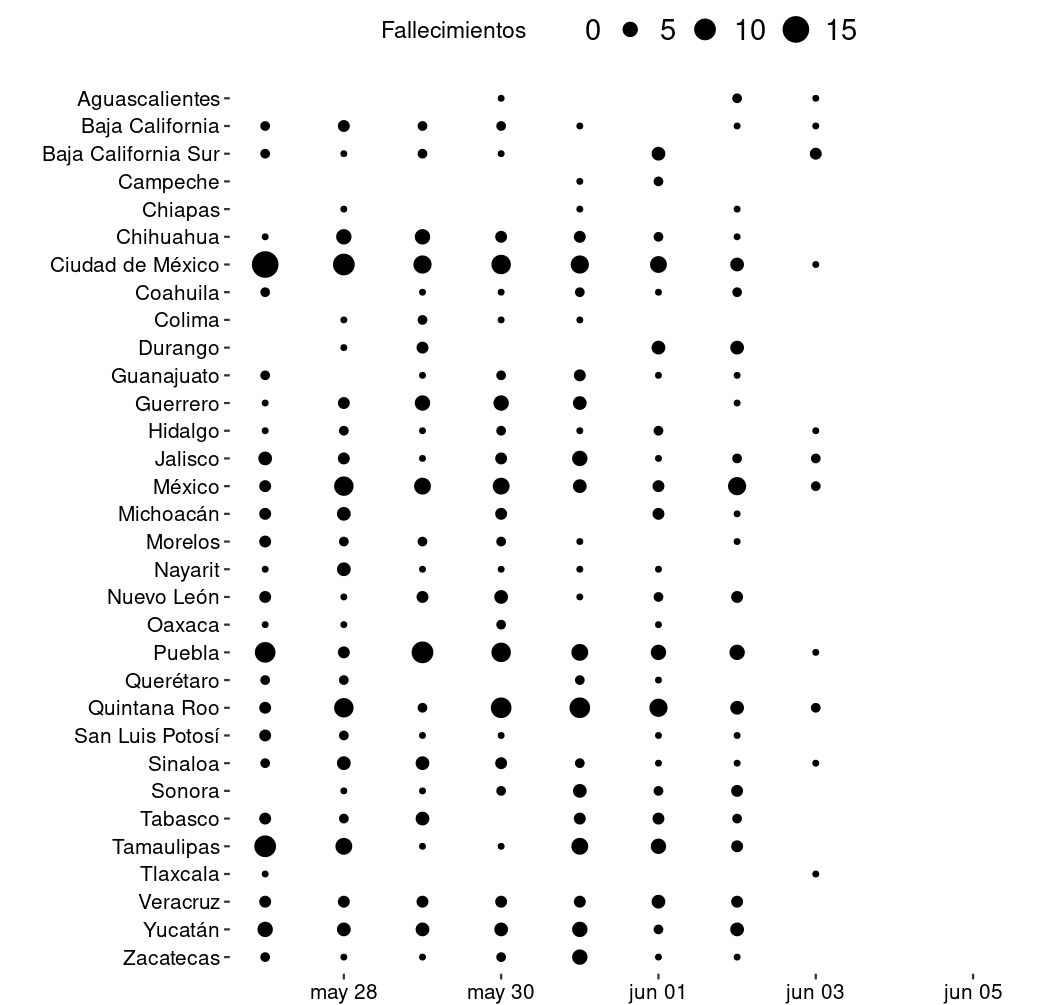 Fallecimientos 0 5 10 15
Aguascalientes
Baja California
Baja California Sur
Campeche
Chiapas
Chihuahua
Ciudad de México
Coahuila
Colima
Durango
Guanajuato
Guerrero
Hidalgo
Jalisco
México
Michoacán
Morelos
Nayarit
Nuevo León
Oaxaca
Puebla
Querétaro
Quintana Roo
San Luis Potosí
Sinaloa
Sonora
Tabasco
Tamaulipas
Tlaxcala
Veracruz
Yucatán
Zacatecas
may 28 may 30 jun 01 jun 03 jun 05